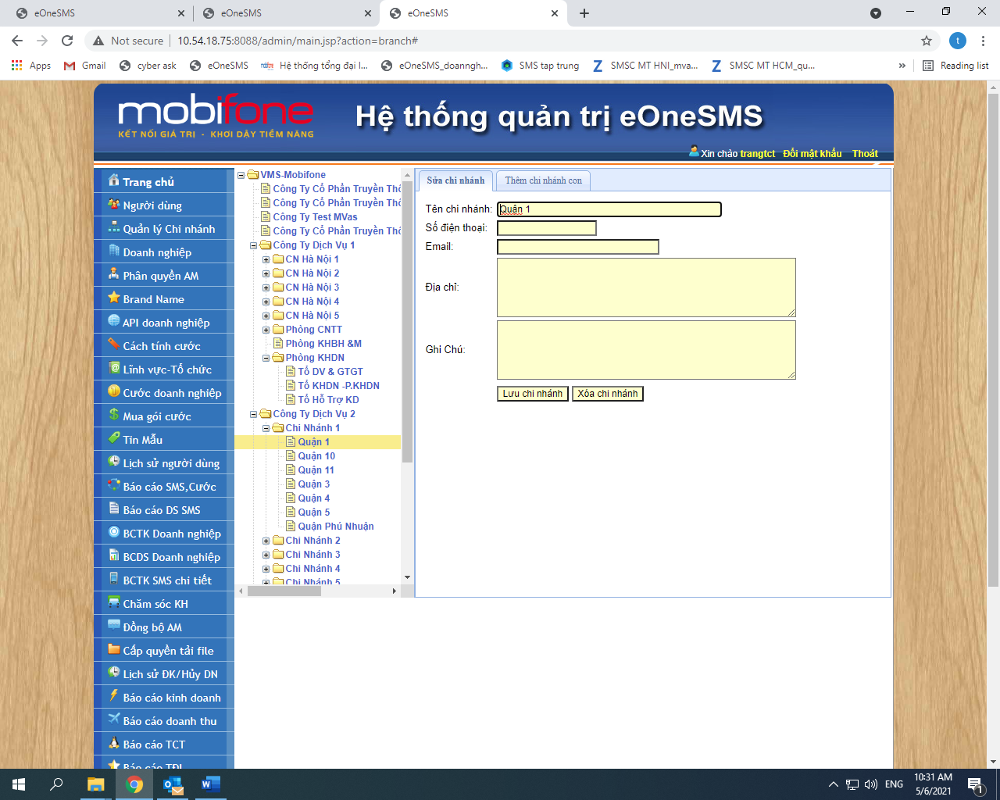 eOneSMS
eOneSMS
eOneSMS
Not secure
10.54.18.75:8088/admin/main.jsp?action=branch#
t
Apps
Gmail
cyber ask
eOneSMS
Hệ thống tổng đại l...
eOneSMS_doanngh...
SMS tap trung
SMSC MT HNI_mva...
SMSC MT HCM_qu...
»
Reading list
mobifone
KẾT NỐI GIÁ TRỊ - KHƠI DẬY TIỀM NĂNG
Hệ thống quản trị eOneSMS
Xin chào trangtct Đổi mật khẩu Thoát
Trang chủ
Người dùng
Quản lý Chi nhánh
Doanh nghiệp
Phân quyền AM
Brand Name
API doanh nghiệp
Cách tính cước
Lĩnh vực-Tổ chức
Cước doanh nghiệp
Mua gói cước
Tin Mẫu
Lịch sử người dùng
Báo cáo SMS,Cước
Báo cáo DS SMS
BCTK Doanh nghiệp
BCDS Doanh nghiệp
BCTK SMS chi tiết
Chăm sóc KH
Đồng bộ AM
Cấp quyền tải file
Lịch sử ĐK/Hủy DN
Báo cáo kinh doanh
Báo cáo doanh thu
Báo cáo TCT
Báo cáo TĐL
VMS-Mobifone
Công Ty Cổ Phần Truyền Thô
Công Ty Cổ Phần Truyền Thô
Công Ty Test MVas
Công Ty Cổ Phần Truyền Thô
Công Ty Dịch Vụ 1
CN Hà Nội 1
CN Hà Nội 2
CN Hà Nội 3
CN Hà Nội 4
CN Hà Nội 5
Phòng CNTT
Phòng KHBH &M
Phòng KHDN
Tổ DV & GTGT
Tổ KHDN -P.KHDN
Tổ Hỗ Trợ KD
Công Ty Dịch Vụ 2
Chi Nhánh 1
Quận 1
Quận 10
Quận 11
Quận 3
Quận 4
Quận 5
Quận Phú Nhuận
Chi Nhánh 2
Chi Nhánh 3
Chi Nhánh 4
Chi Nhánh 5
Sửa chi nhánh
Thêm chi nhánh con
Tên chi nhánh: Quận 1
Số điện thoại:
Email:
Địa chỉ:
Ghi Chú:
Lưu chi nhánh Xóa chi nhánh
ENG
10:31 AM
5/6/2021
1